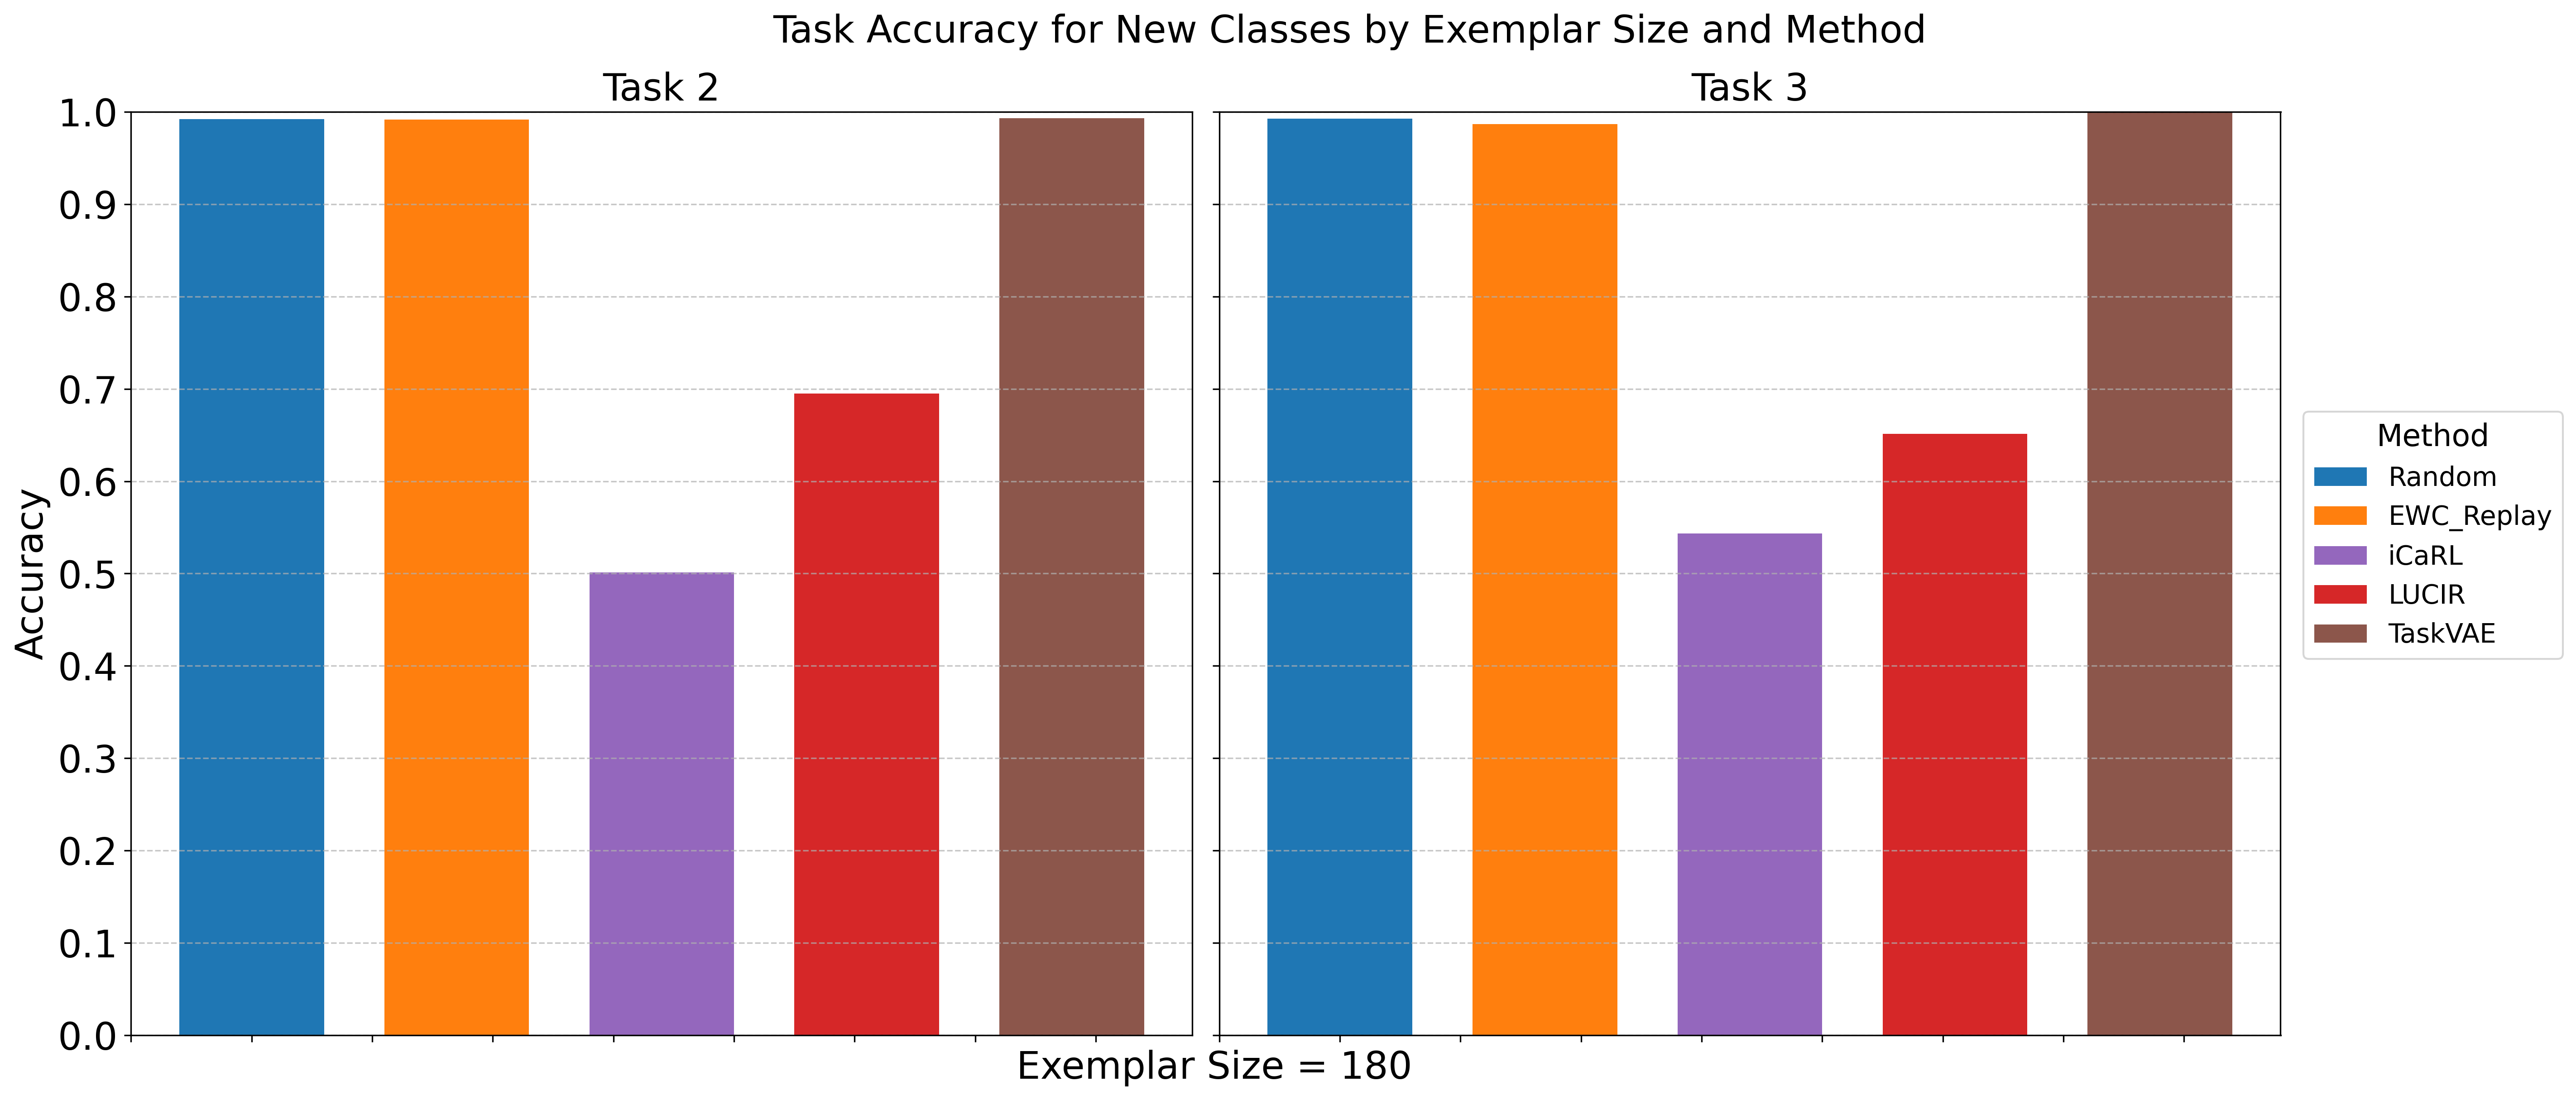 Task Accuracy for New Classes by Exemplar Size and Method
Task 2
Task 3
1.0
0.9
0.8
0.7
0.6
0.5
0.4
0.3
0.2
0.1
0.0
Accuracy
Exemplar Size = 180
Method
Random
EWC_Replay
iCaRL
LUCIR
TaskVAE